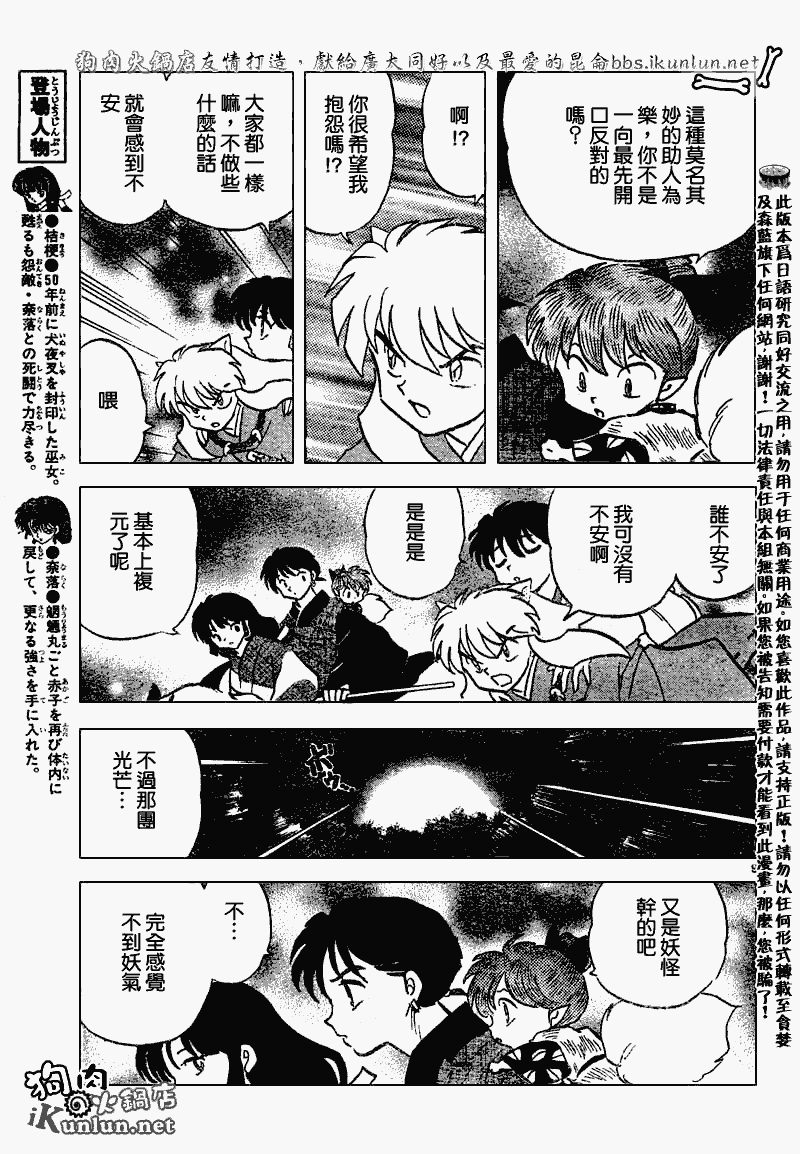 狗肉火鍋店友情打造，獻給廣大同好以及最愛的昆侖bbs.ikunlun.net
這種莫名其
妙的助人為
樂，你不是
一向最先開
口反對的
嗎？
啊!?
你很希望我
抱怨嗎!?
大家都一樣
嘛，不做些
什麼的話
就會感到不
安
喂
誰不安了
我可沒有
不安啊
是是是
基本上複
元了呢
不過那團
光芒…
ドゥ…
又是妖怪
幹的吧
不…
完全感覺
不到妖氣
登場人物
とうじょうじんぶつ
●桔梗●50年前に犬夜叉を封印した巫女。
甦るも怨敵・奈落との死闘で力尽きる。
●奈落●魍魎丸ごと赤子を再び体内に
戻して、更なる強さを手に入れた。
此版本爲日語研究同好交流之用，請勿用于任何商業用途。如您喜歡此作品，請支持正版！請勿以任何形式轉載至貪婪
及森藍旗下任何網站，謝謝！一切法律責任與本組無關。如果您被告知需要付款才能看到此漫畫，那麼，您被騙了！
9
狗肉
火鍋店
iKunlun.net